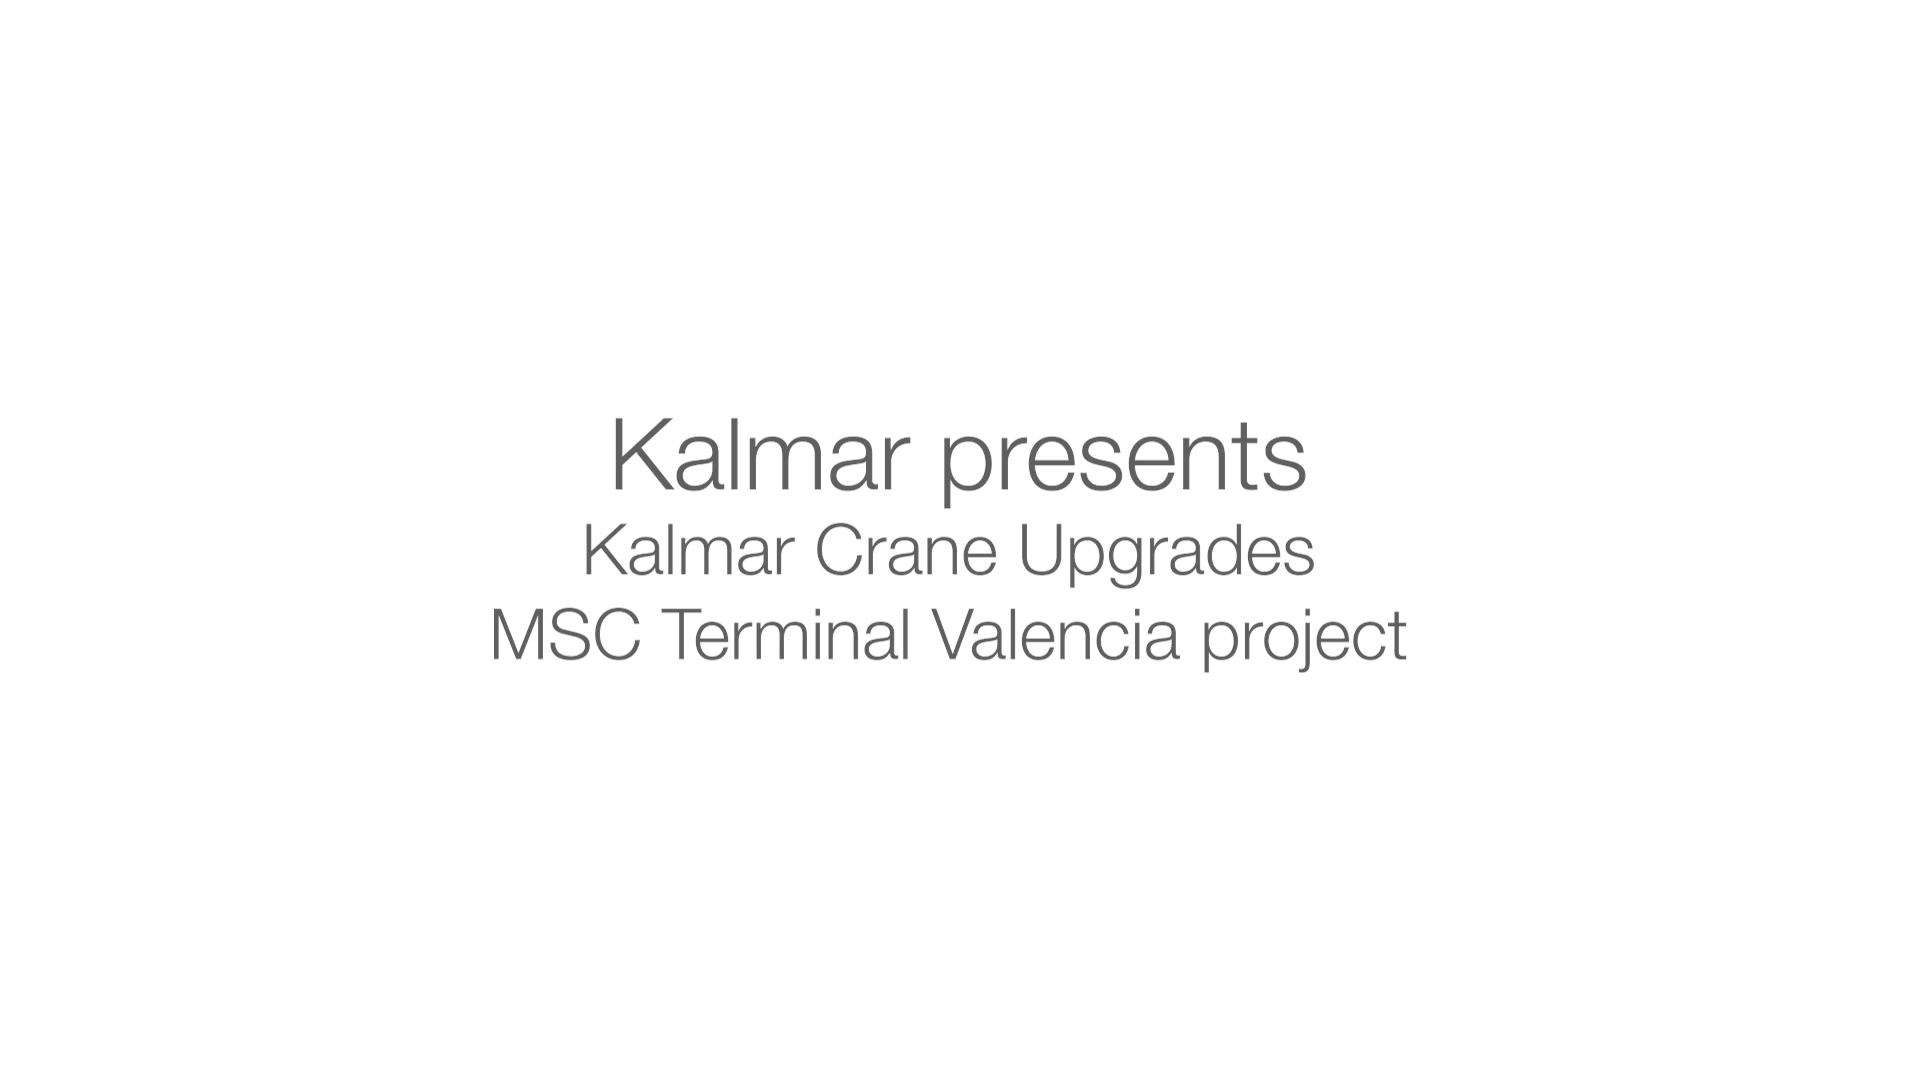 Kalmar presents
Kalmar Crane Upgrades
MSC Terminal Valencia project